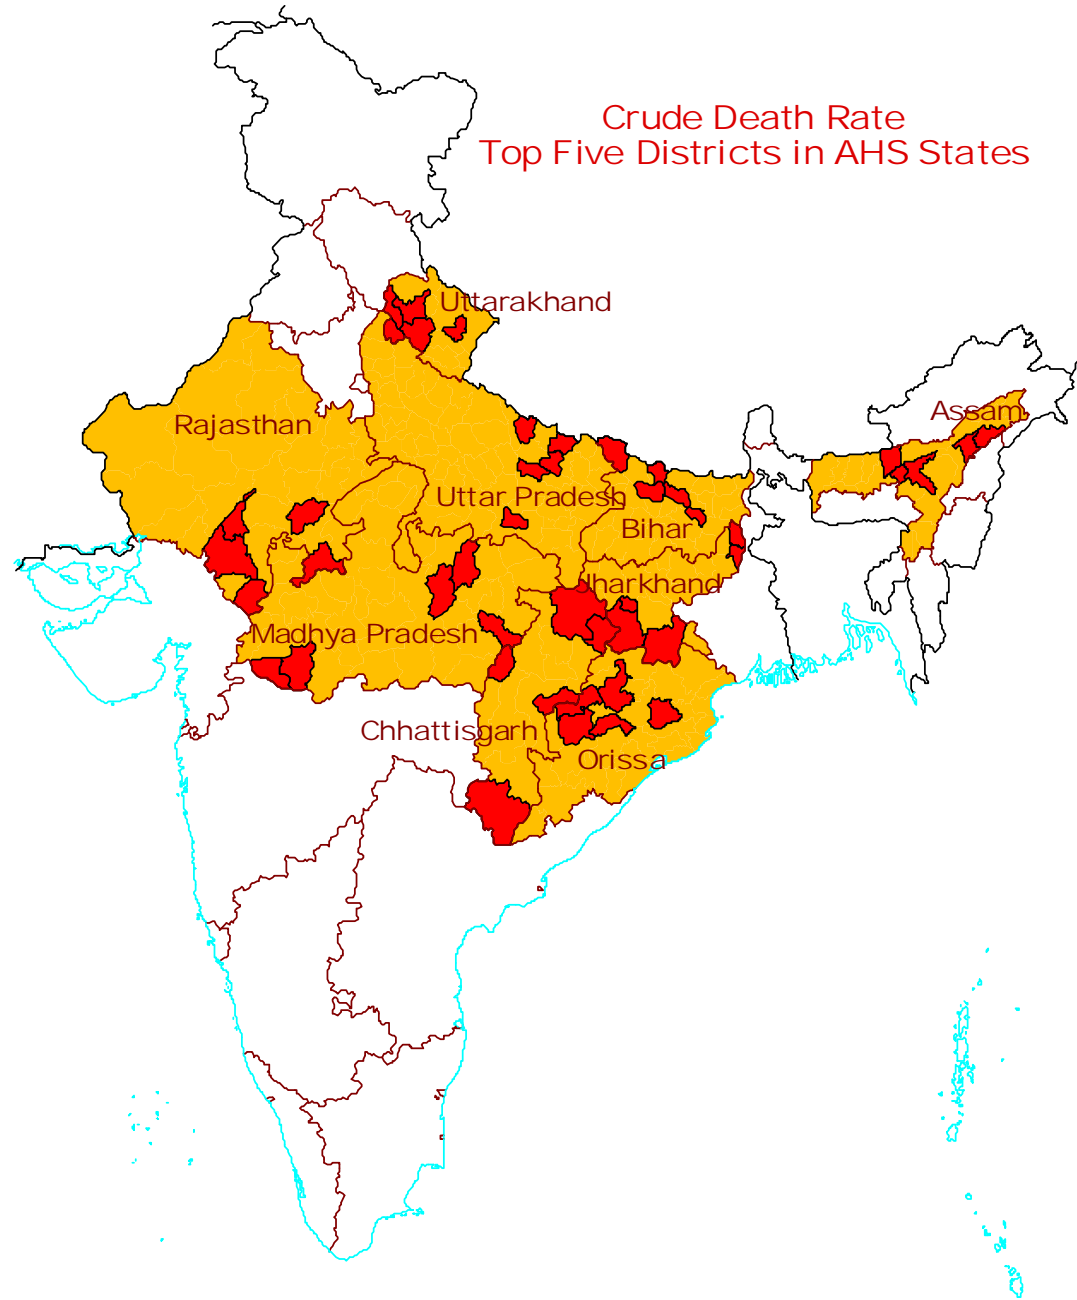 Crude Death Rate
Top Five Districts in AHS States
Uttarakhand
Rajasthan
Assam
Uttar Pradesh
Bihar
Jharkhand
Madhya Pradesh
Chhattisgarh
Orissa